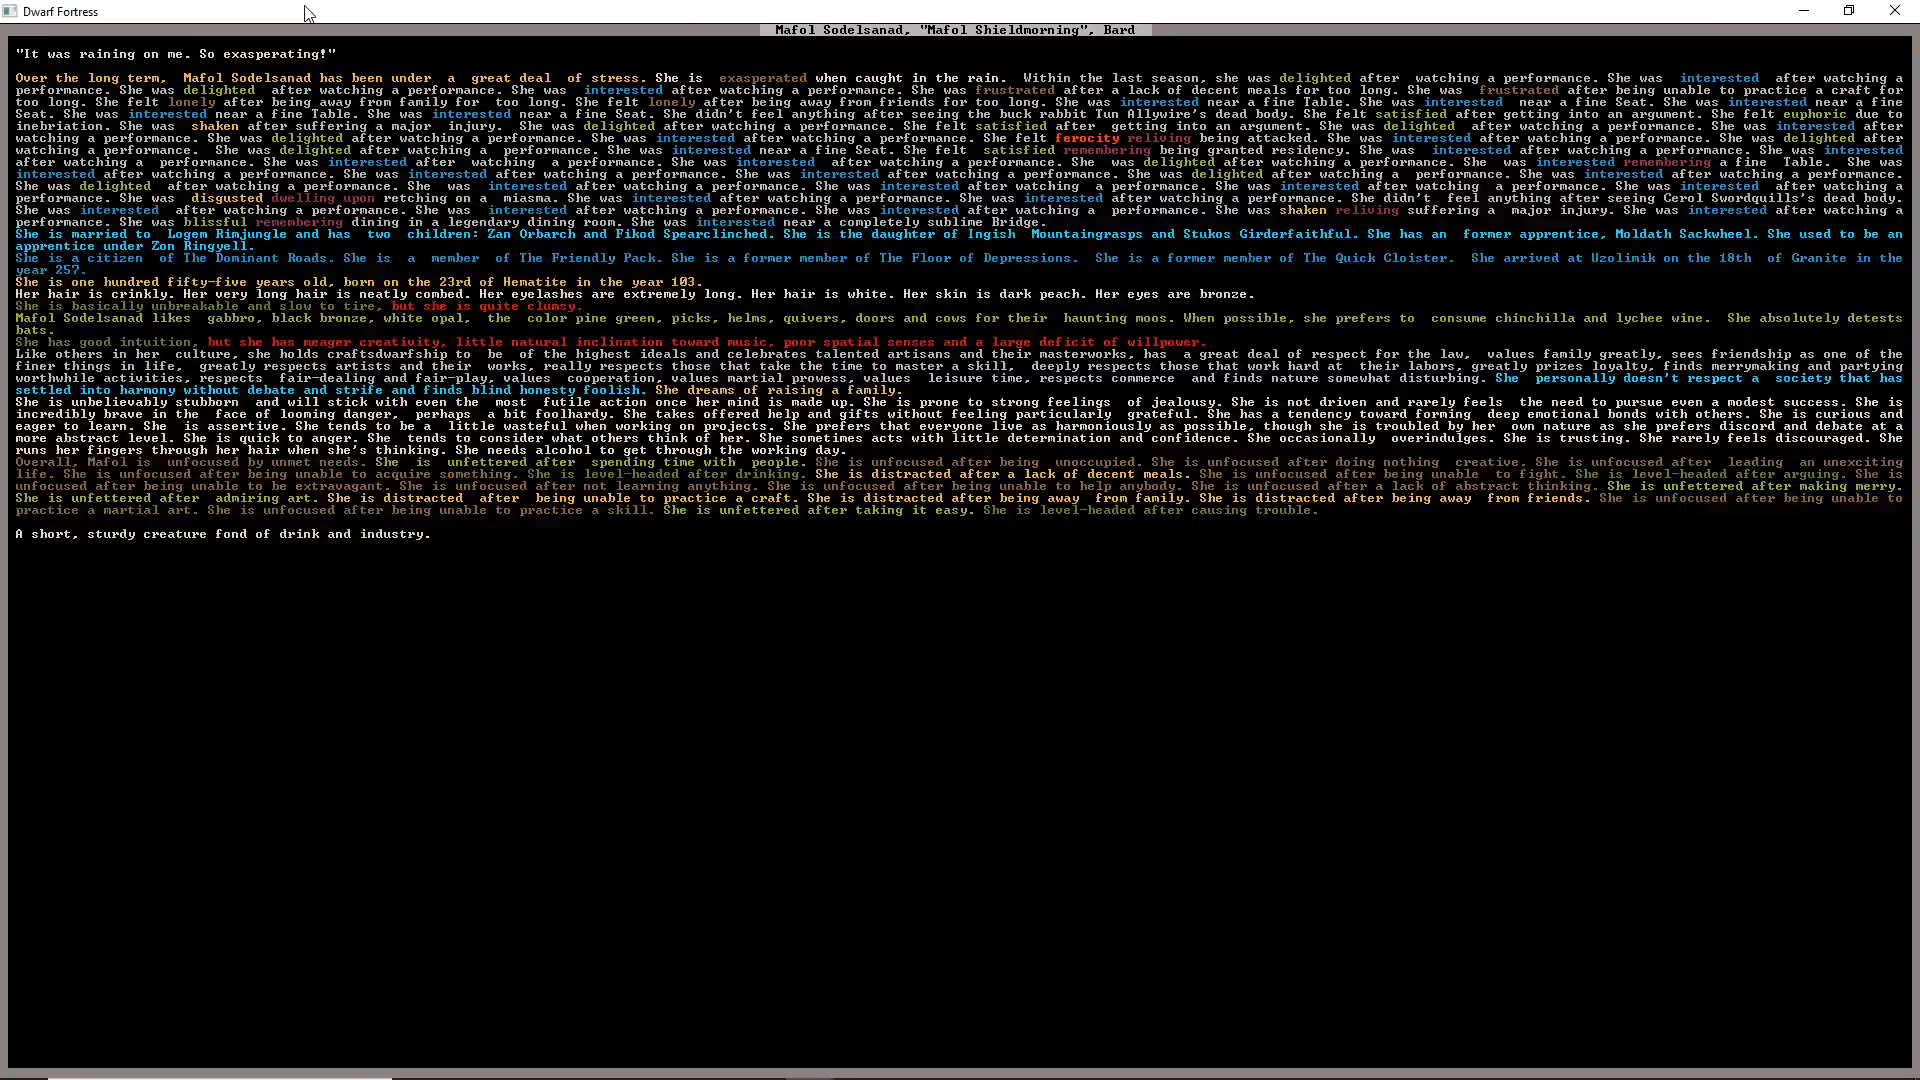 Dwarf Fortress
Mafol Sodelsanad, "Mafol Shieldmorning", Bard
"It was raining on me. So exasperating!"
Over the long term, Mafol Sodelsanad has been under a great deal of stress. She is exasperated when caught in the rain. Within the last season, she was delighted after watching a performance. She was interested after watching a
performance. She was delighted after watching a performance. She was interested after watching a performance. She was frustrated after a lack of decent meals for too long. She was frustrated after being unable to practice a craft for
too long. She felt lonely after being away from family for too long. She felt lonely after being away from friends for too long. She was interested near a fine Table. She was interested near a fine Seat. She was interested near a fine
Seat. She was interested near a fine Table. She was interested near a fine Seat. She didn't feel anything after seeing the buck rabbit Tun Allywire's dead body. She felt satisfied after getting into an argument. She felt euphoric due to
inebriation. She was shaken after suffering a major injury. She was delighted after watching a performance. She felt satisfied after getting into an argument. She was delighted after watching a performance. She was interested after
watching a performance. She was delighted after watching a performance. She was interested after watching a performance. She felt ferocity reliving being attacked. She was interested after watching a performance. She was delighted after
watching a performance. She was delighted after watching a performance. She was interested near a fine Seat. She felt satisfied remembering being granted residency. She was interested after watching a performance. She was interested
after watching a performance. She was interested after watching a performance. She was interested after watching a performance. She was delighted after watching a performance. She was interested remembering a fine Table. She was
interested after watching a performance. She was interested after watching a performance. She was interested after watching a performance. She was delighted after watching a performance. She was interested after watching a performance.
She was delighted after watching a performance. She was interested after watching a performance. She was interested after watching a performance. She was interested after watching a performance. She was interested after watching a
performance. She was disgusted dwelling upon retching on a miasma. She was interested after watching a performance. She was interested after watching a performance. She didn't feel anything after seeing Cerol Swordquills's dead body.
She was interested after watching a performance. She was interested after watching a performance. She was interested after watching a performance. She was shaken reliving suffering a major injury. She was interested after watching a
performance. She was blissful remembering dining in a legendary dining room. She was interested near a completely sublime Bridge.
She is married to Logem Rimjungle and has two children: Zan Orbarch and Fikod Spearclinched. She is the daughter of Ingish Mountaingrasps and Stukos Girderfaithful. She has an former apprentice, Moldath Sackwheel. She used to be an
apprentice under Zon Ringyell.
She is a citizen of The Dominant Roads. She is a member of The Friendly Pack. She is a former member of The Floor of Depressions. She is a former member of The Quick Cloister. She arrived at Uzolimik on the 18th of Granite in the
year 257.
She is one hundred fifty-five years old, born on the 23rd of Hematite in the year 103.
Her hair is crinkly. Her very long hair is neatly combed. Her eyelashes are extremely long. Her hair is white. Her skin is dark peach. Her eyes are bronze.
She is basically unbreakable and slow to tire, but she is quite clumsy.
Mafol Sodelsanad likes gabbro, black bronze, white opal, the color pine green, picks, helms, quivers, doors and cows for their haunting moos. When possible, she prefers to consume chinchilla and lychee wine. She absolutely detests
bats.
She has good intuition, but she has meager creativity, little natural inclination toward music, poor spatial senses and a large deficit of willpower.
Like others in her culture, she holds craftsdwarfship to be of the highest ideals and celebrates talented artisans and their masterworks, has a great deal of respect for the law, values family greatly, sees friendship as one of the
finer things in life, greatly respects artists and their works, really respects those that take the time to master a skill, deeply respects those that work hard at their labors, greatly prizes loyalty, finds merrymaking and partying
worthwhile activities, respects fair-dealing and fair-play, values cooperation, values martial prowess, values leisure time, respects commerce and finds nature somewhat disturbing. She personally doesn't respect a society that has
settled into harmony without debate and strife and finds blind honesty foolish. She dreams of raising a family.
She is unbelievably stubborn and will stick with even the most futile action once her mind is made up. She is prone to strong feelings of jealousy. She is not driven and rarely feels the need to pursue even a modest success. She is
incredibly brave in the face of looming danger, perhaps a bit foolhardy. She takes offered help and gifts without feeling particularly grateful. She has a tendency toward forming deep emotional bonds with others. She is curious and
eager to learn. She is assertive. She tends to be a little wasteful when working on projects. She prefers that everyone live as harmoniously as possible, though she is troubled by her own nature as she prefers discord and debate at a
more abstract level. She is quick to anger. She tends to consider what others think of her. She sometimes acts with little determination and confidence. She occasionally overindulges. She is trusting. She rarely feels discouraged. She
runs her fingers through her hair when she's thinking. She needs alcohol to get through the working day.
Overall, Mafol is unfocused by unmet needs. She is unfettered after spending time with people. She is unfocused after being unoccupied. She is unfocused after doing nothing creative. She is unfocused after leading an unexciting
life. She is unfocused after being unable to acquire something. She is level-headed after drinking. She is distracted after a lack of decent meals. She is unfocused after being unable to fight. She is level-headed after arguing. She is
unfocused after being unable to be extravagant. She is unfocused after not learning anything. She is unfocused after being unable to help anybody. She is unfocused after a lack of abstract thinking. She is unfettered after making merry.
She is unfettered after admiring art. She is distracted after being unable to practice a craft. She is distracted after being away from family. She is distracted after being away from friends. She is unfocused after being unable to
practice a martial art. She is unfocused after being unable to practice a skill. She is unfettered after taking it easy. She is level-headed after causing trouble.
A short, sturdy creature fond of drink and industry.